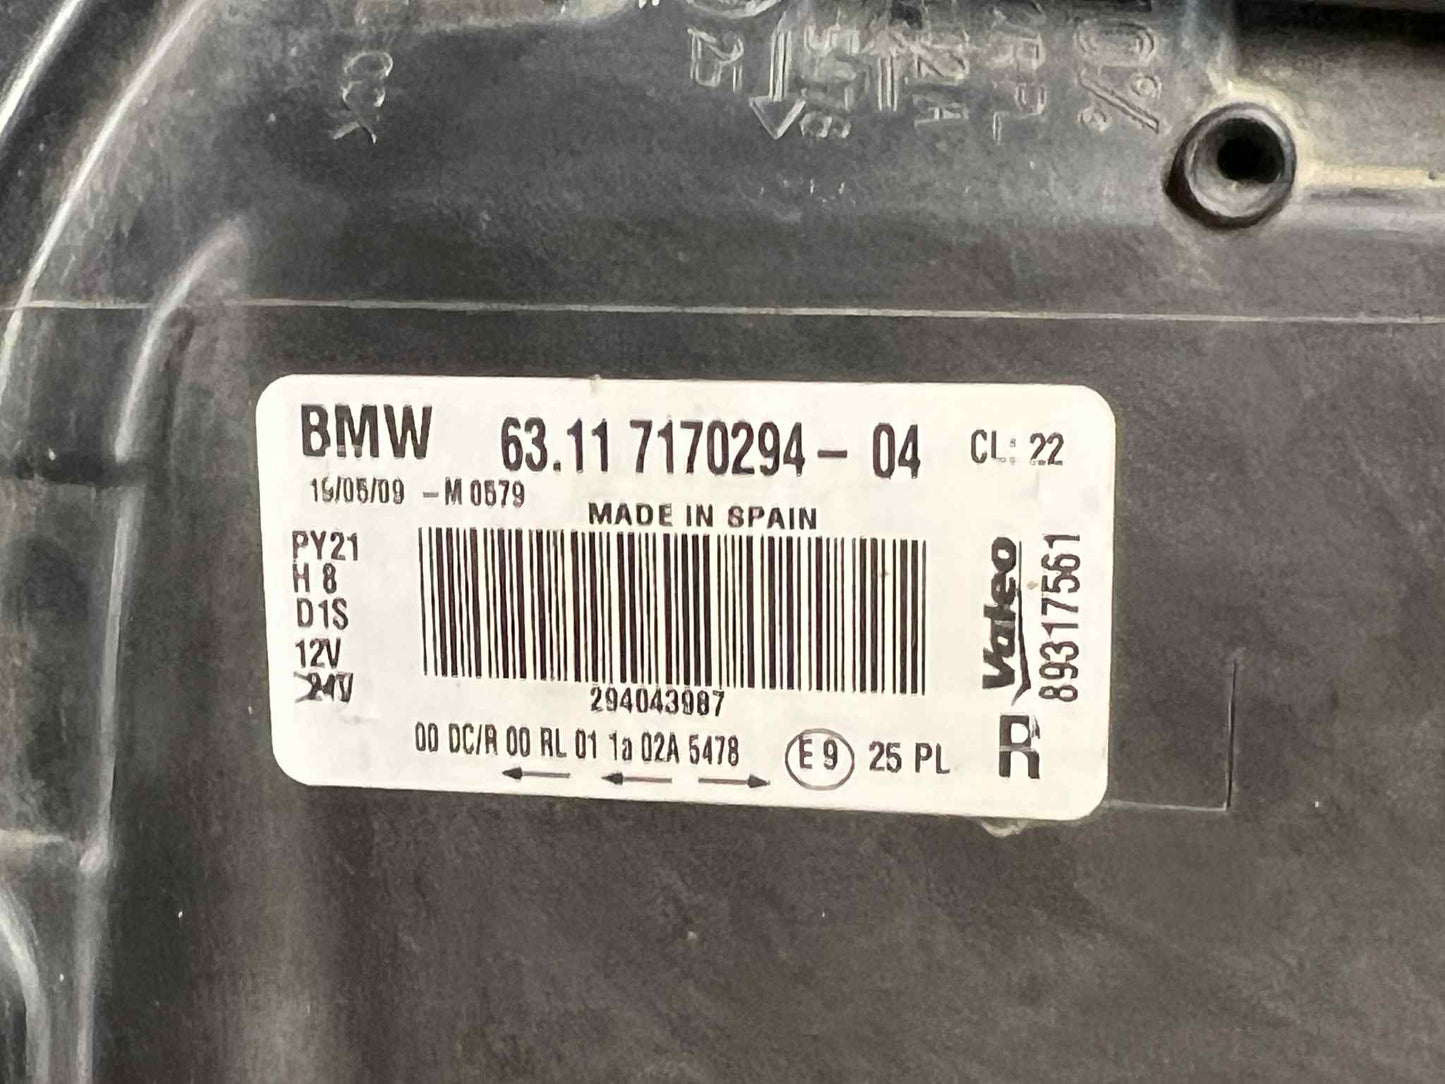 BMW 63.11 7170294-04 CL: 22
19/05/09 -M 0579
MADE IN SPAIN
PY21
H 8
D1S
12V
24V
294043987
Valeo
89317561
00 DC/R 00 RL 01 1a 02A 5478 E9 25 PL
R